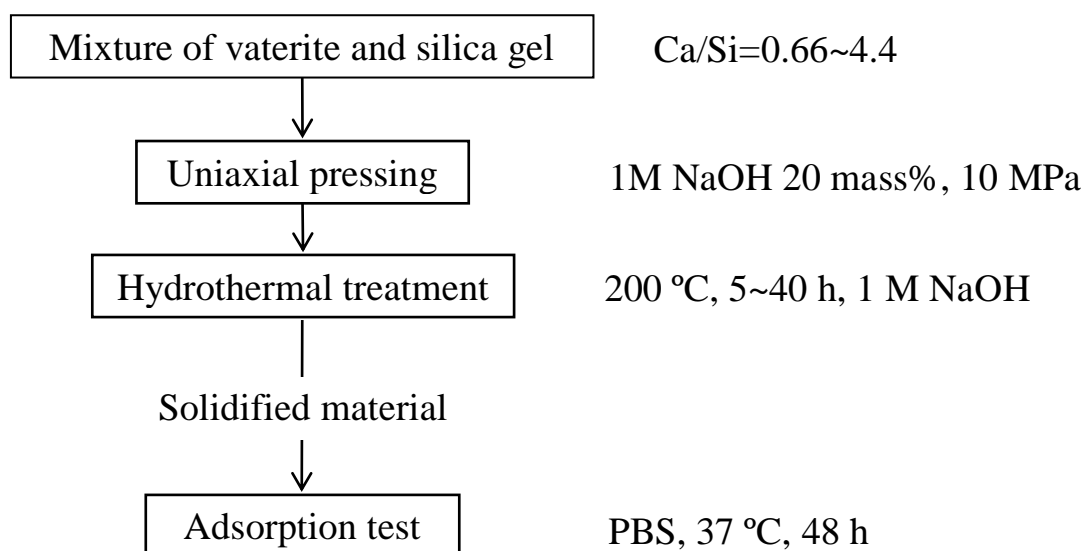 Mixture of vaterite and silica gel Ca/Si=0.66~4.4
Uniaxial pressing 1M NaOH 20 mass%, 10 MPa
Hydrothermal treatment 200 ºC, 5~40 h, 1 M NaOH
Solidified material
Adsorption test PBS, 37 ºC, 48 h